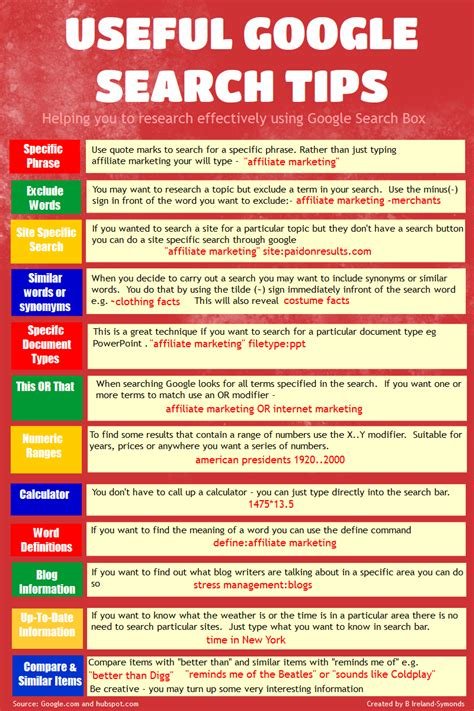 USEFUL GOOGLE
SEARCH TIPS
Helping you to research effectively using Google Search Box
Specific
Phrase
Use quote marks to search for a specific phrase. Rather than just typing
affiliate marketing your will type - "affiliate marketing"
Exclude
Words
You may want to research a topic but exclude a term in your search. Use the minus(-)
sign in front of the word you want to exclude:- affiliate marketing -merchants
Site Specific
Search
If you wanted to search a site for a particular topic but they don't have a search button
you can do a site specific search through google
"affiliate marketing" site:paidonresults.com
Similar
words or
synonyms
When you decide to carry out a search you may want to include synonyms or similar
words. You do that by using the tilde (~) sign immediately infront of the search word
e.g. ~clothing facts This will also reveal costume facts
Specifc
Document
Types
This is a great technique if you want to search for a particular document type eg
PowerPoint . "affiliate marketing" filetype:ppt
This OR That
When searching Google looks for all terms specified in the search. If you want one or
more terms to match use an OR modifier -
affiliate marketing OR internet marketing
Numeric
Ranges
To find some results that contain a range of numbers use the X..Y modifier. Suitable for
years, prices or anywhere you want a series of numbers.
american presidents 1920..2000
Calculator
You don't have to call up a calculator - you can just type directly into the search bar.
1475*13.5
Word
Definitions
If you want to find the meaning of a word you can use the define command
define:affiliate marketing
Blog
Information
If you want to find out what blog writers are talking about in a specific area you can do
so stress management:blogs
Up-To-Date
Information
If you want to know what the weather is or the time is in a particular area there is no
need to search particular sites. Just type what you want to know in search bar.
time in New York
Compare &
Similar Items
Compare items with "better than" and similar items with "reminds me of" e.g.
"better than Digg" "reminds me of the Beatles" or "sounds like Coldplay"
Be creative - you may turn up some very interesting information
Source: Google.com and hubspot.com
Created by B Ireland-Symonds